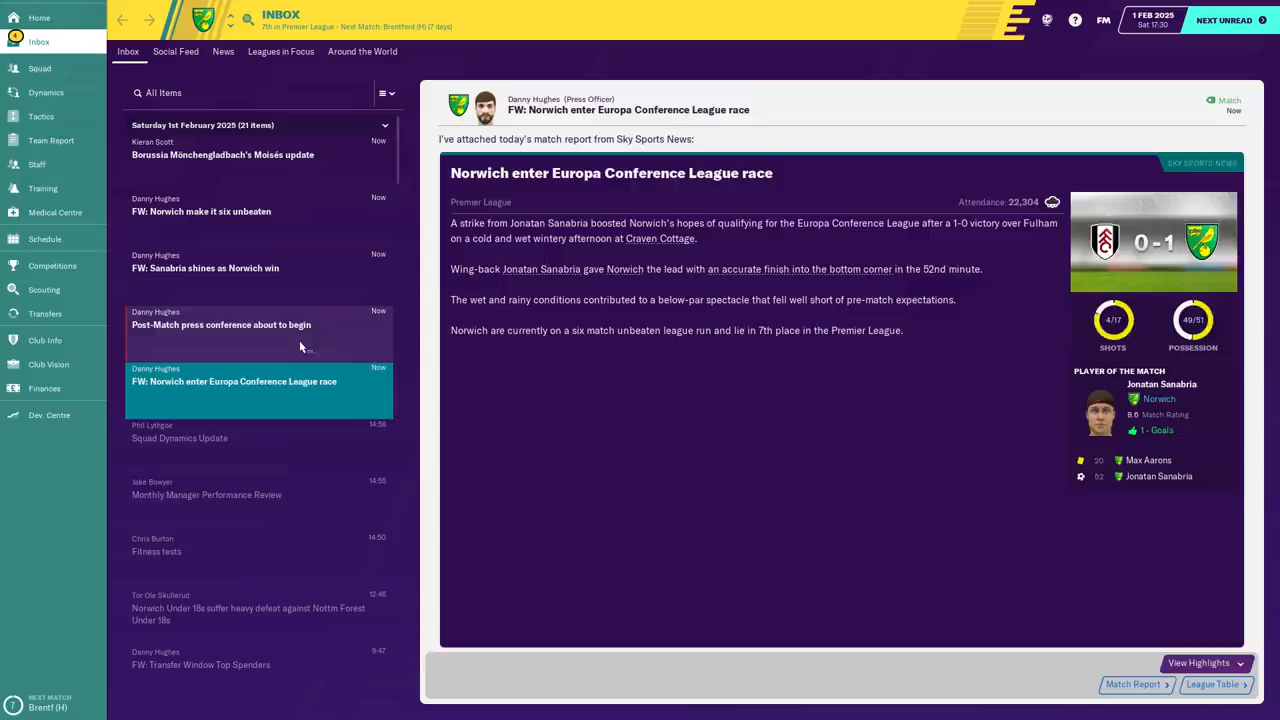 Home
4
Inbox
Squad
Dynamics
Tactics
Team Report
Staff
Training
Medical Centre
Schedule
Competitions
Scouting
Transfers
Club Info
Club Vision
Finances
Dev. Centre
7
NEXT MATCH
Brentf (H)
INBOX
7th in Premier League - Next Match: Brentford (H) (7 days)
?
FM
1 FEB 2025
Sat 17:30
NEXT UNREAD
Inbox
Social Feed
News
Leagues in Focus
Around the World
All Items
Saturday 1st February 2025 (21 items)
Kieran Scott
Now
Borussia Mönchengladbach's Moisés update
Danny Hughes
Now
FW: Norwich make it six unbeaten
Danny Hughes
Now
FW: Sanabria shines as Norwich win
Danny Hughes
Now
Post-Match press conference about to begin
Danny Hughes
Now
FW: Norwich enter Europa Conference League race
Phil Lythgoe
14:56
Squad Dynamics Update
Jake Bowyer
14:55
Monthly Manager Performance Review
Chris Burton
14:50
Fitness tests
Tor Ole Skullerud
12:46
Norwich Under 18s suffer heavy defeat against Nottm Forest
Under 18s
Danny Hughes
9:47
FW: Transfer Window Top Spenders
Danny Hughes (Press Officer)
FW: Norwich enter Europa Conference League race
Match
Now
I've attached today's match report from Sky Sports News:
SKY SPORTS NEWS
Norwich enter Europa Conference League race
Premier League
Attendance: 22,304
A strike from Jonatan Sanabria boosted Norwich's hopes of qualifying for the Europa Conference League after a 1-0 victory over Fulham
on a cold and wet wintery afternoon at Craven Cottage.
Wing-back Jonatan Sanabria gave Norwich the lead with an accurate finish into the bottom corner in the 52nd minute.
The wet and rainy conditions contributed to a below-par spectacle that fell well short of pre-match expectations.
Norwich are currently on a six match unbeaten league run and lie in 7th place in the Premier League.
0 - 1
4/17
SHOTS
49/51
POSSESSION
PLAYER OF THE MATCH
Jonatan Sanabria
Norwich
8.6 Match Rating
1 - Goals
20 Max Aarons
52 Jonatan Sanabria
View Highlights
Match Report
League Table